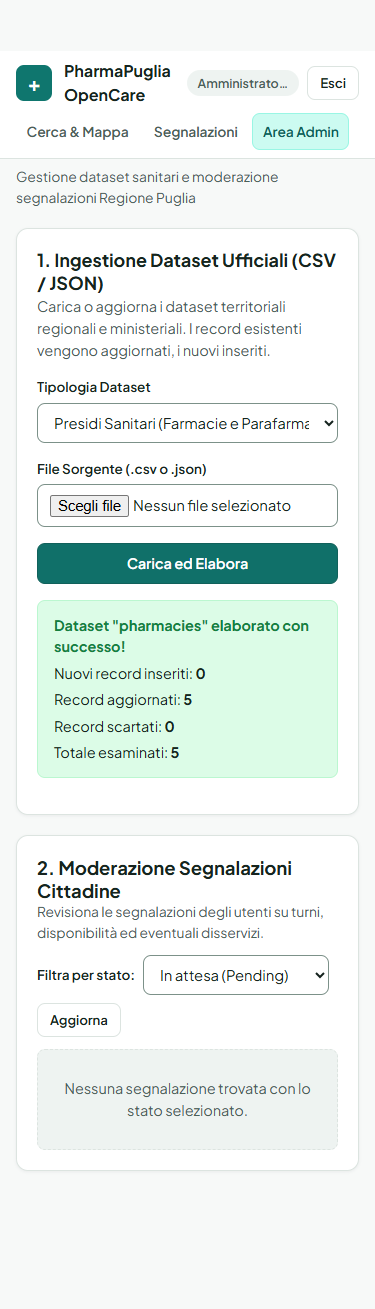 +
PharmaPuglia
OpenCare
Amministrato...
Esci
Cerca & Mappa
Segnalazioni
Area Admin
Gestione dataset sanitari e moderazione
segnalazioni Regione Puglia
1. Ingestione Dataset Ufficiali (CSV
/ JSON)
Carica o aggiorna i dataset territoriali
regionali e ministeriali. I record esistenti
vengono aggiornati, i nuovi inseriti.
Tipologia Dataset
Presidi Sanitari (Farmacie e Parafarma
File Sorgente (.csv o .json)
Scegli file Nessun file selezionato
Carica ed Elabora
Dataset "pharmacies" elaborato con
successo!
Nuovi record inseriti: 0
Record aggiornati: 5
Record scartati: 0
Totale esaminati: 5
2. Moderazione Segnalazioni
Cittadine
Revisiona le segnalazioni degli utenti su turni,
disponibilità ed eventuali disservizi.
Filtra per stato: In attesa (Pending)
Aggiorna
Nessuna segnalazione trovata con lo
stato selezionato.